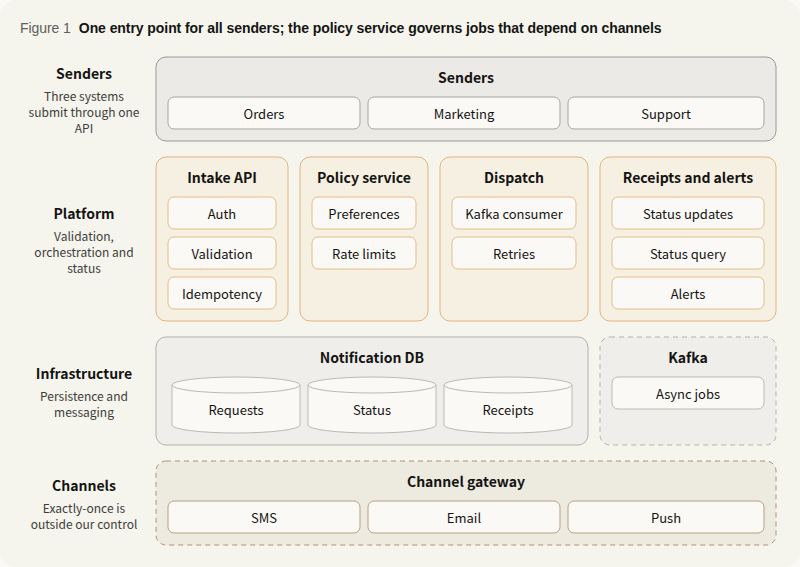 Figure 1 One entry point for all senders; the policy service governs jobs that depend on channels
Senders
Three systems
submit through one
API
Senders
Orders
Marketing
Support
Platform
Validation,
orchestration and
status
Intake API
Auth
Validation
Idempotency
Policy service
Preferences
Rate limits
Dispatch
Kafka consumer
Retries
Receipts and alerts
Status updates
Status query
Alerts
Infrastructure
Persistence and
messaging
Notification DB
Requests
Status
Receipts
Kafka
Async jobs
Channels
Exactly-once is
outside our control
Channel gateway
SMS
Email
Push